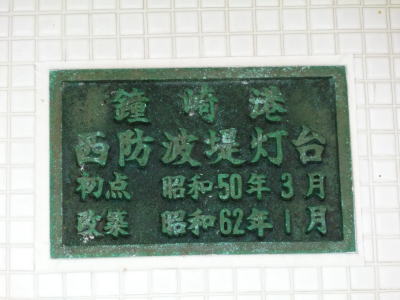 鐘崎港
西防波堤灯台
初点 昭和50年3月
改築 昭和62年1月